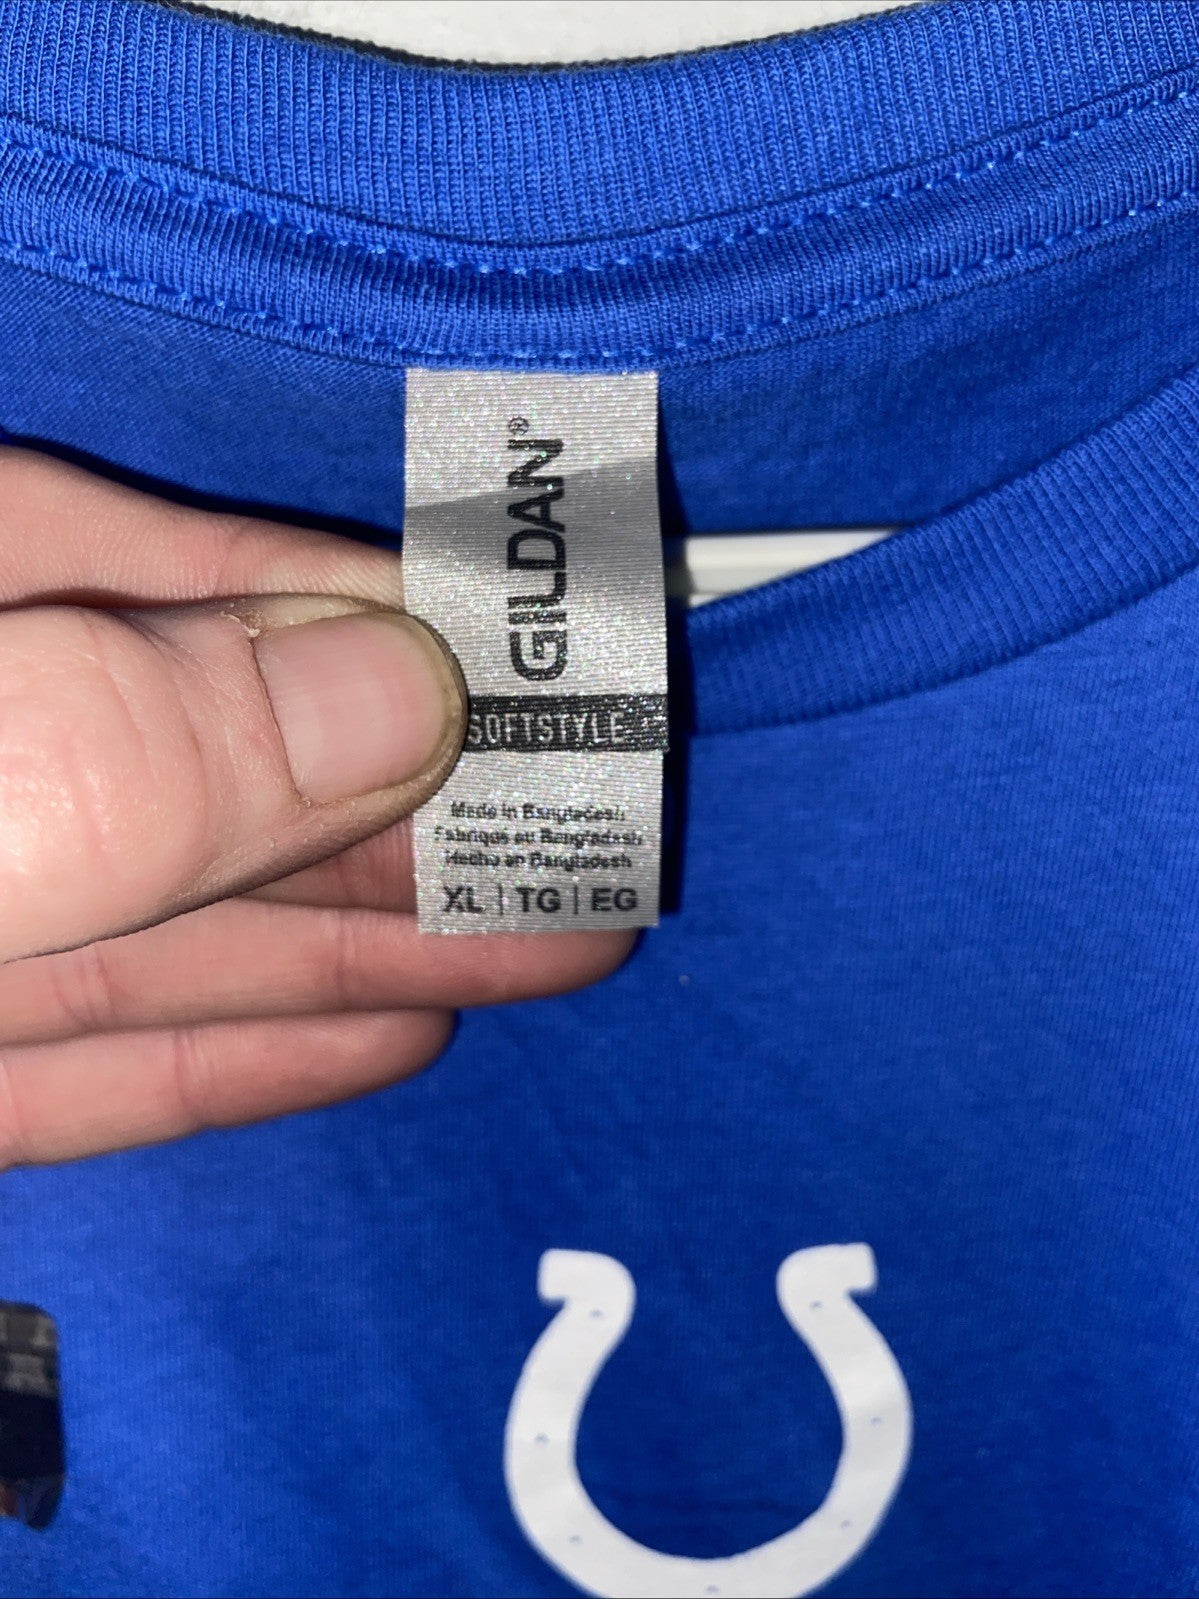 GILDAN®
SOFTSTYLE
Made in Bangladesh
Fabriqué au Bangladesh
Hecho en Bangladesh
XL | TG | EG